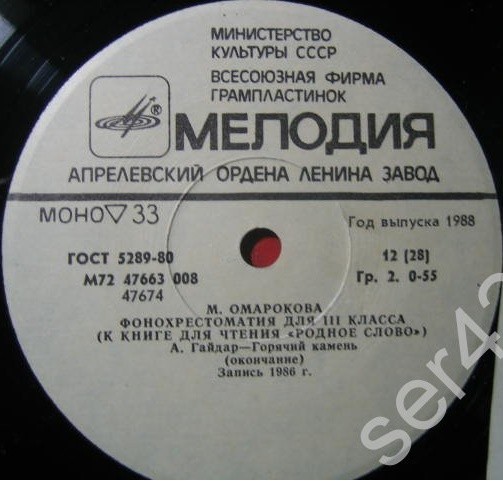 МИНИСТЕРСТВО
КУЛЬТУРЫ СССР
ВСЕСОЮЗНАЯ ФИРМА
ГРАМПЛАСТИНОК
®
МЕЛОДИЯ
АПРЕЛЕВСКИЙ ОРДЕНА ЛЕНИНА ЗАВОД
МОНО ▽ 33
Год выпуска 1988
ГОСТ 5289-80
12 [28]
М72 47663 008
Гр. 2. 0-55
47674
М. ОМАРОКОВА
ФОНОХРЕСТОМАТИЯ ДЛЯ III КЛАССА
(К КНИГЕ ДЛЯ ЧТЕНИЯ «РОДНОЕ СЛОВО»)
А. Гайдар—Горячий камень
(окончание)
Запись 1986 г.